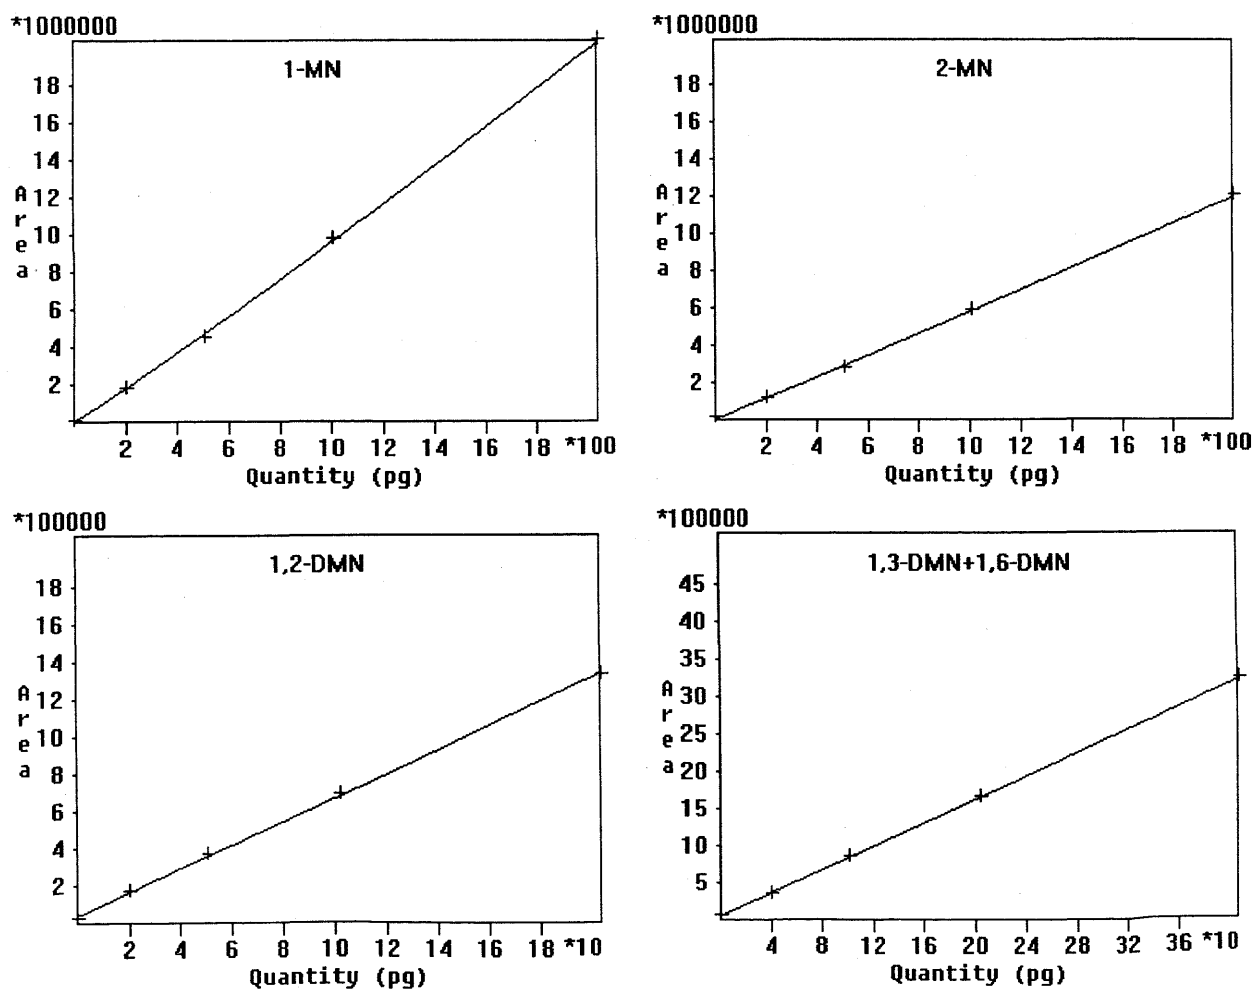 *1000000
1-MN
18
16
14
12
10
8
6
4
2
Area
2 4 6 8 10 12 14 16 18 *100
Quantity (pg)
*1000000
2-MN
18
16
14
12
10
8
6
4
2
Area
2 4 6 8 10 12 14 16 18 *100
Quantity (pg)
*100000
1,2-DMN
18
16
14
12
10
8
6
4
2
Area
2 4 6 8 10 12 14 16 18 *10
Quantity (pg)
*100000
1,3-DMN+1,6-DMN
45
40
35
30
25
20
15
10
5
Area
4 8 12 16 20 24 28 32 36 *10
Quantity (pg)